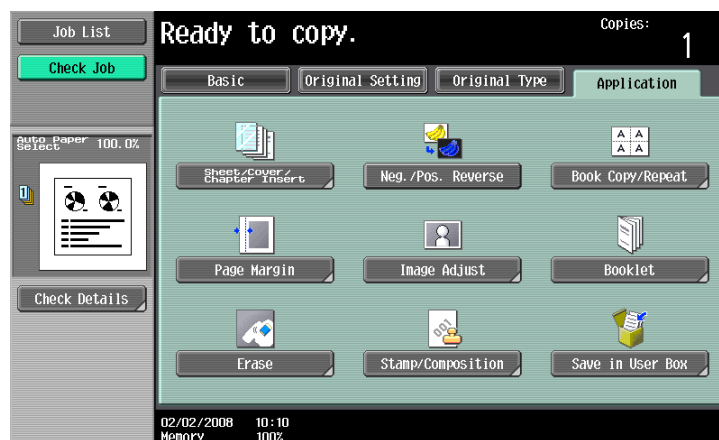 Job List
Check Job
Ready to copy.
Copies:
1
Basic
Original Setting
Original Type
Application
Auto Paper
Select
100.0%
1
Sheet/Cover/
Chapter Insert
Neg./Pos. Reverse
A A
A A
Book Copy/Repeat
Page Margin
Image Adjust
Booklet
Check Details
001
Erase
Stamp/Composition
Save in User Box
02/02/2008 10:10
Memory 100%